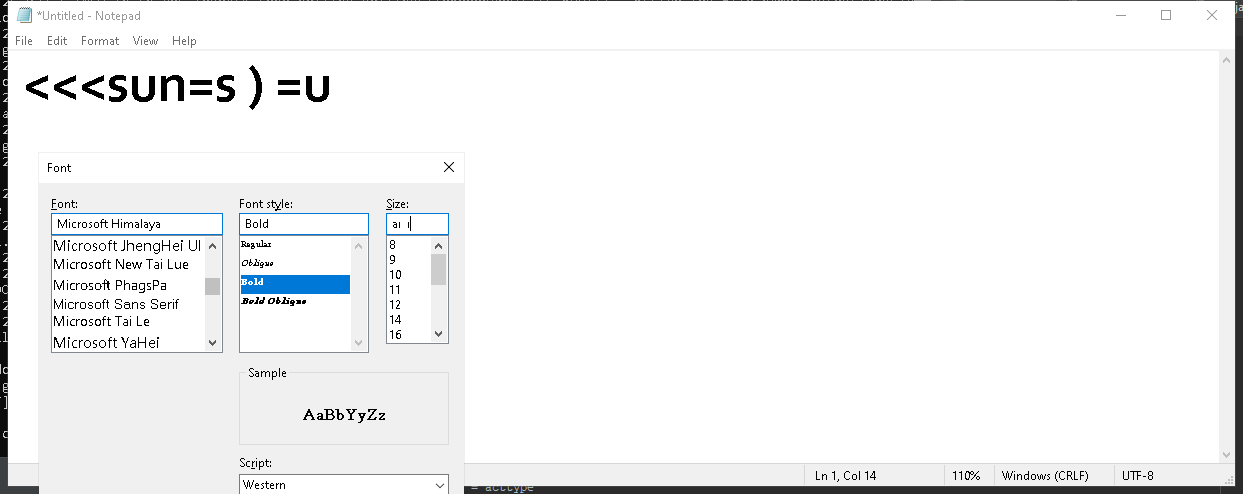 *Untitled - Notepad
File Edit Format View Help
<<<sun=s ) =u
Font
Font: Font style: Size:
Microsoft Himalaya Bold
Microsoft JhengHei UI Regular 8
Microsoft New Tai Lue Oblique 9
Microsoft PhagsPa Bold 10
Microsoft Sans Serif Bold Oblique 11
Microsoft Tai Le 12
Microsoft YaHei 14
16
Sample
AaBbYyZz
Script:
Western
Ln 1, Col 14 110% Windows (CRLF) UTF-8
= acctype